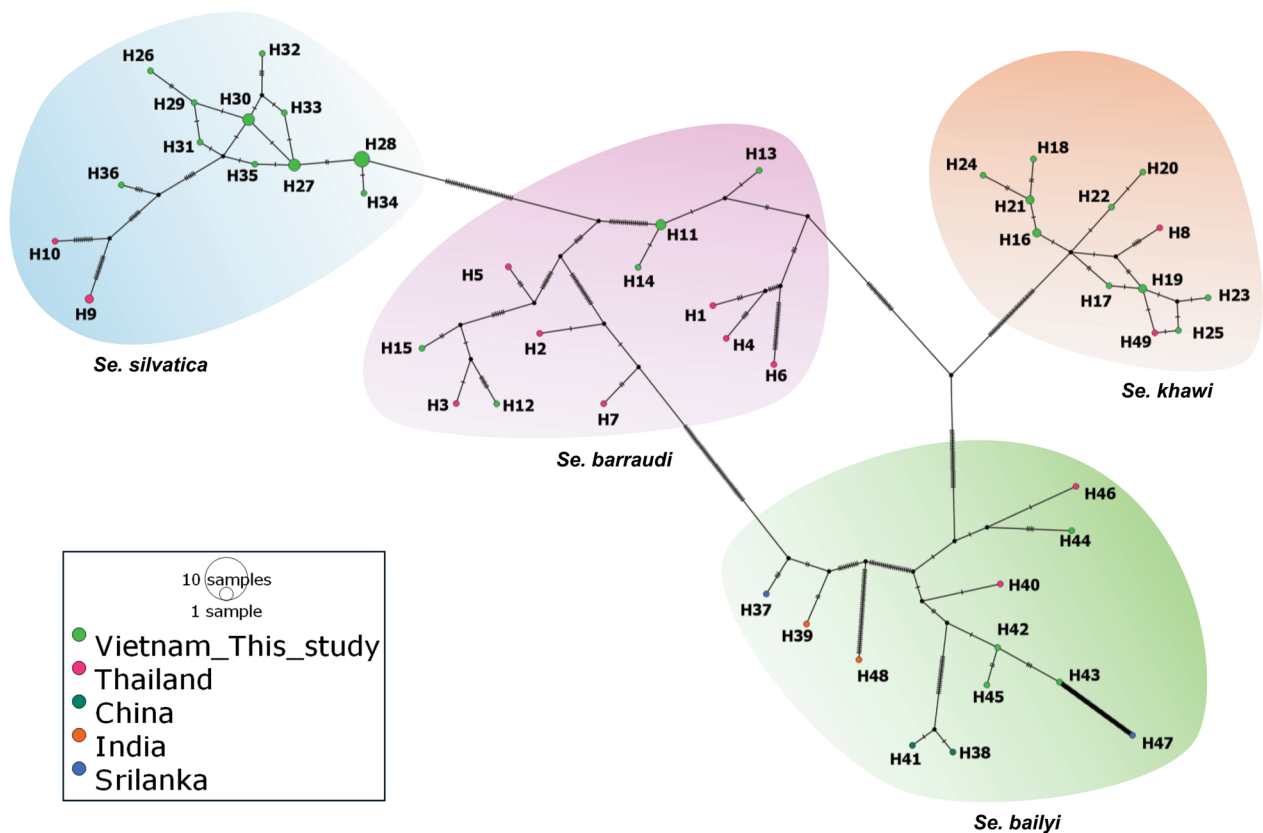 H32
H26
H30
H29
H33
H18
H13
H24
H20
H31
H28
H22
H36
H35
H27
H21
H34
H11
H16
H8
H10
H5
H14
H19
H17
H23
H9
H1
H25
H15
H2
H4
H49
Se. silvatica
H6
Se. khawi
H3
H12
H7
Se. barraudi
H46
H44
10 samples
H40
1 sample
H37
H39
H42
Vietnam_This_study
H48
H43
Thailand
H45
China
H47
India
H41
H38
Srilanka
Se. bailyi